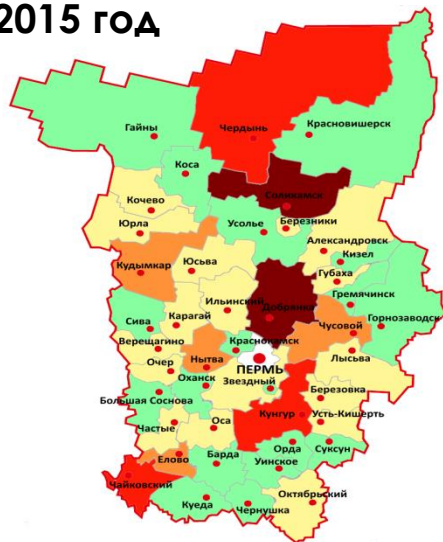 2015 год
Чердынь
Красновишерск
Гайны
Коса
Соликамск
Кочево
Усолье
Березники
Юрла
Александровск
Кизел
Кудымкар
Юсьва
Губаха
Гремячинск
Ильинский
Добрянка
Сива
Карагай
Чусовой
Горнозаводск
Верещагино
Краснокамск
Лысьва
Очер
Нытва
ПЕРМЬ
Оханск
Звездный
Большая Соснова
Березовка
Кунгур
Усть-Кишерть
Частые
Оса
Орда
Суксун
Елово
Барда
Уинское
Чайковский
Октябрьский
Куеда
Чернушка